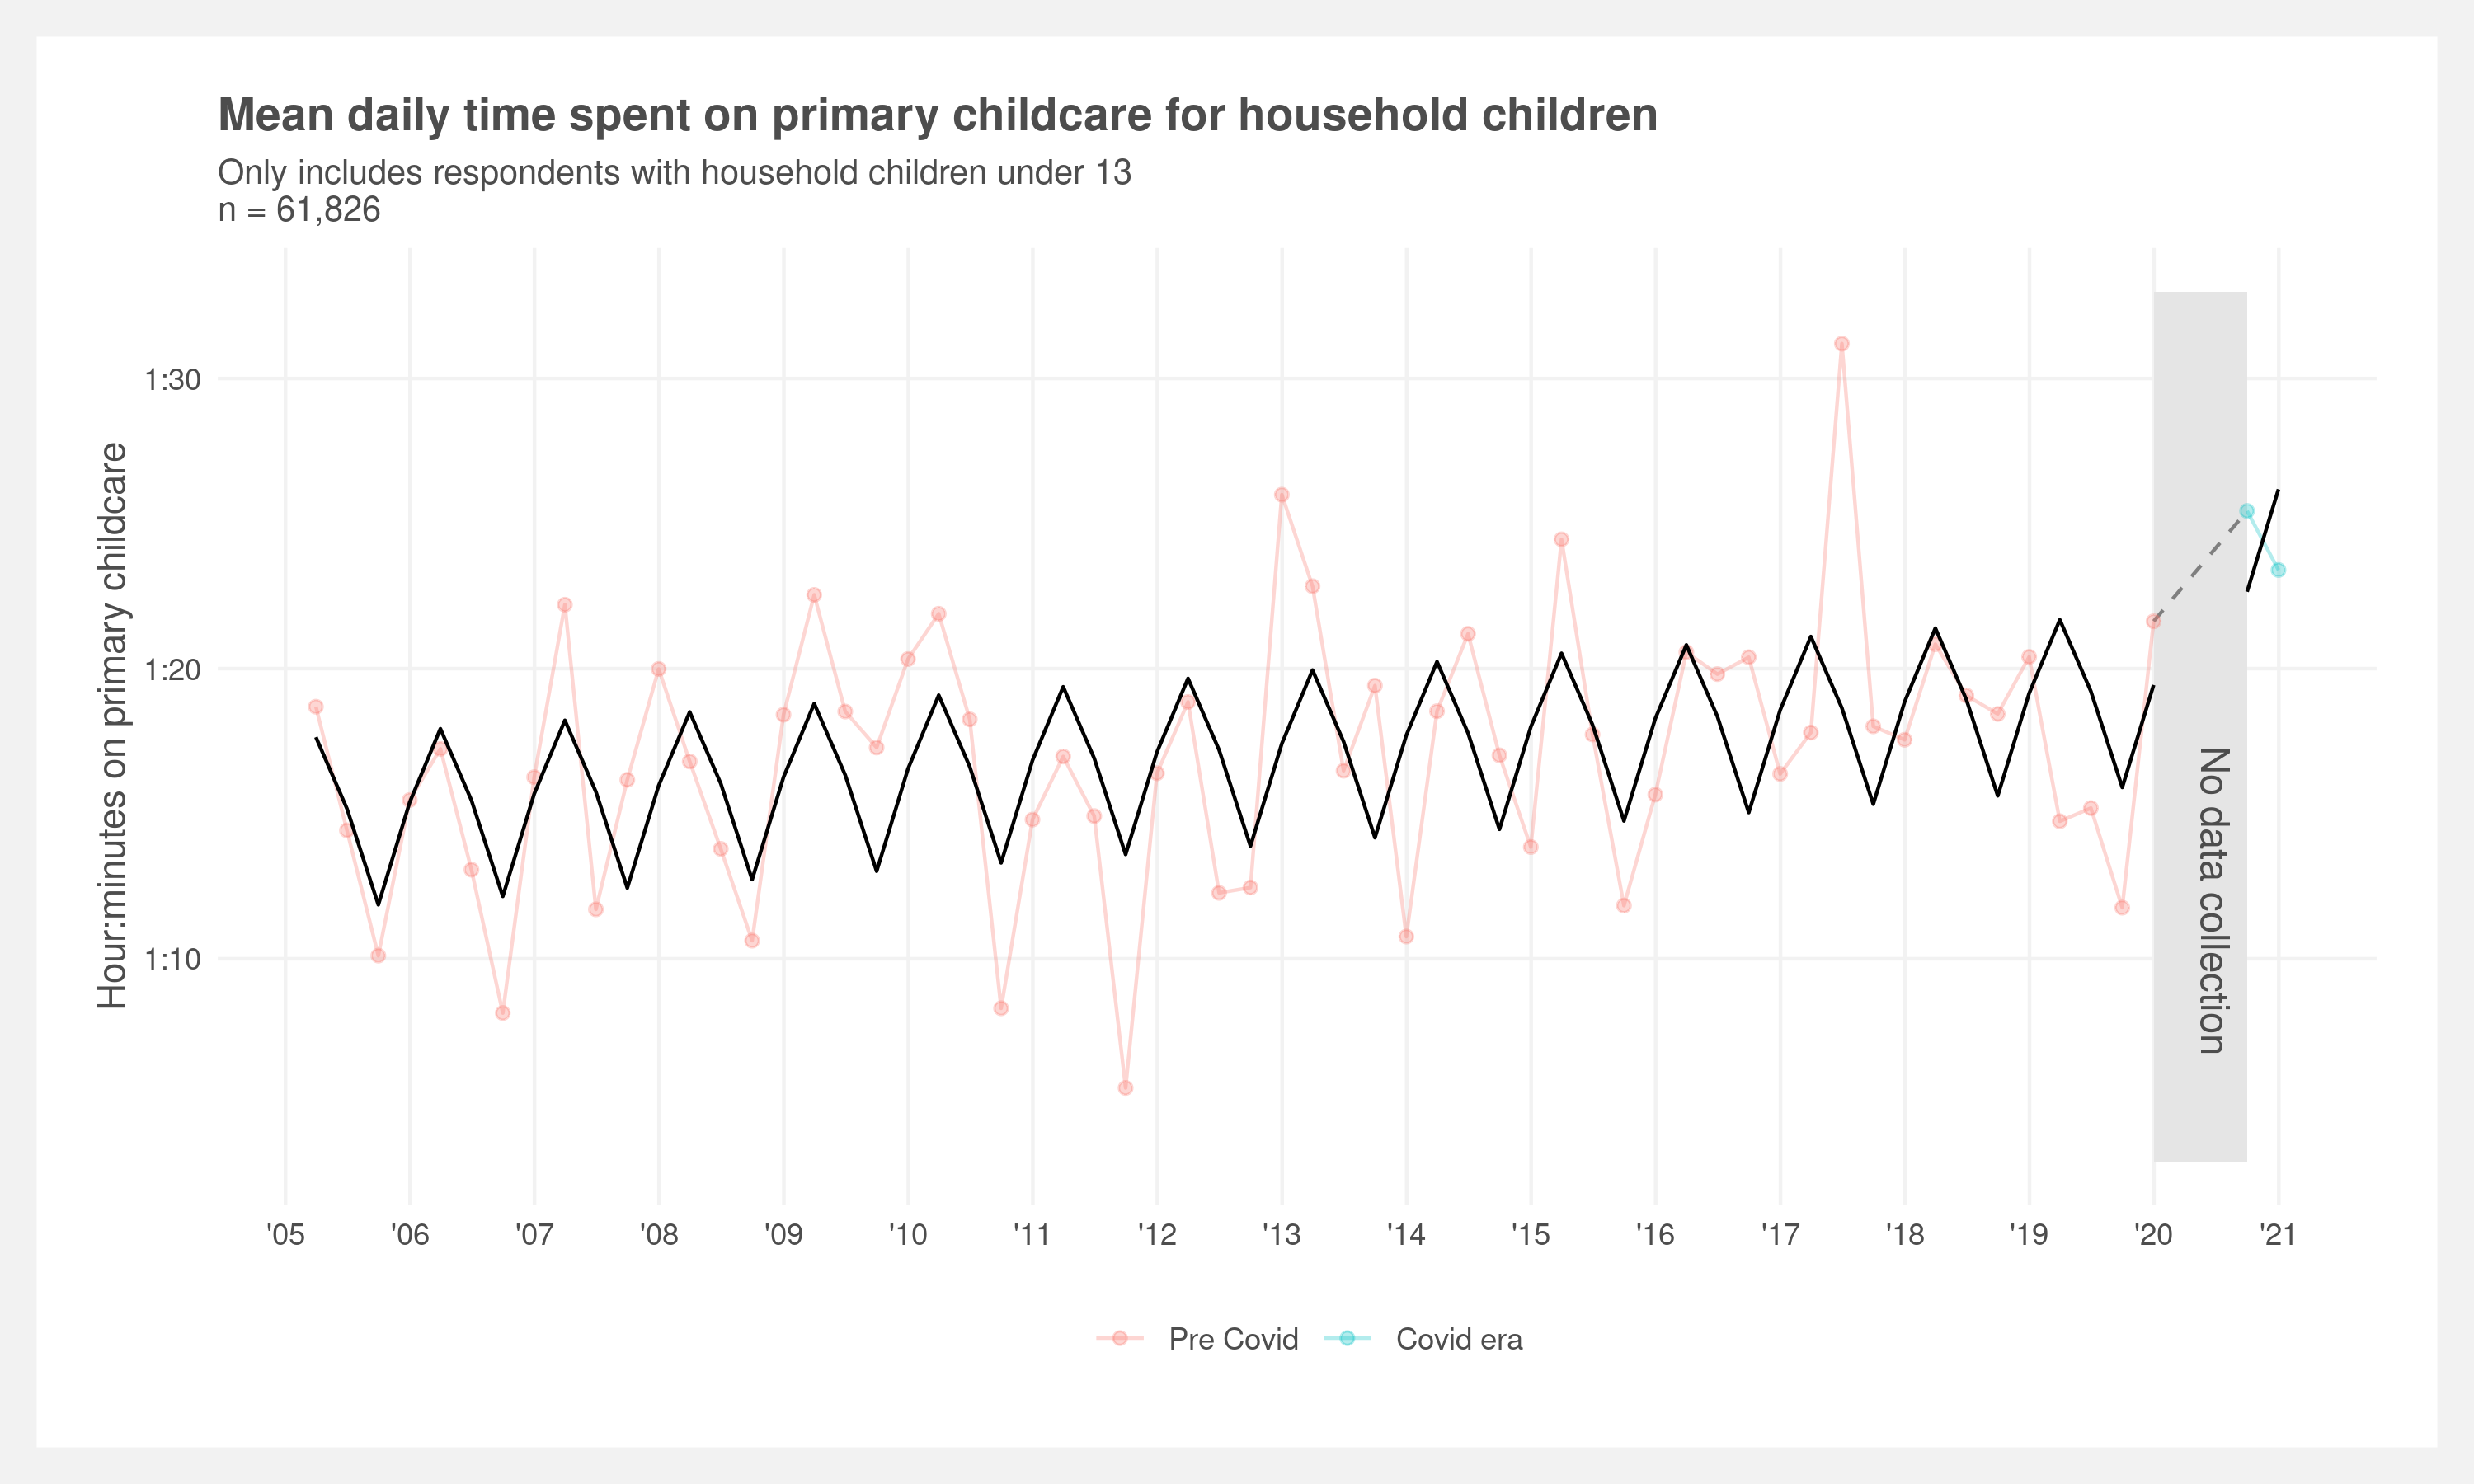 Mean daily time spent on primary childcare for household children
Only includes respondents with household children under 13
n = 61,826
Hour:minutes on primary childcare
1:30
1:20
1:10
No data collection
'05 '06 '07 '08 '09 '10 '11 '12 '13 '14 '15 '16 '17 '18 '19 '20 '21
Pre Covid Covid era